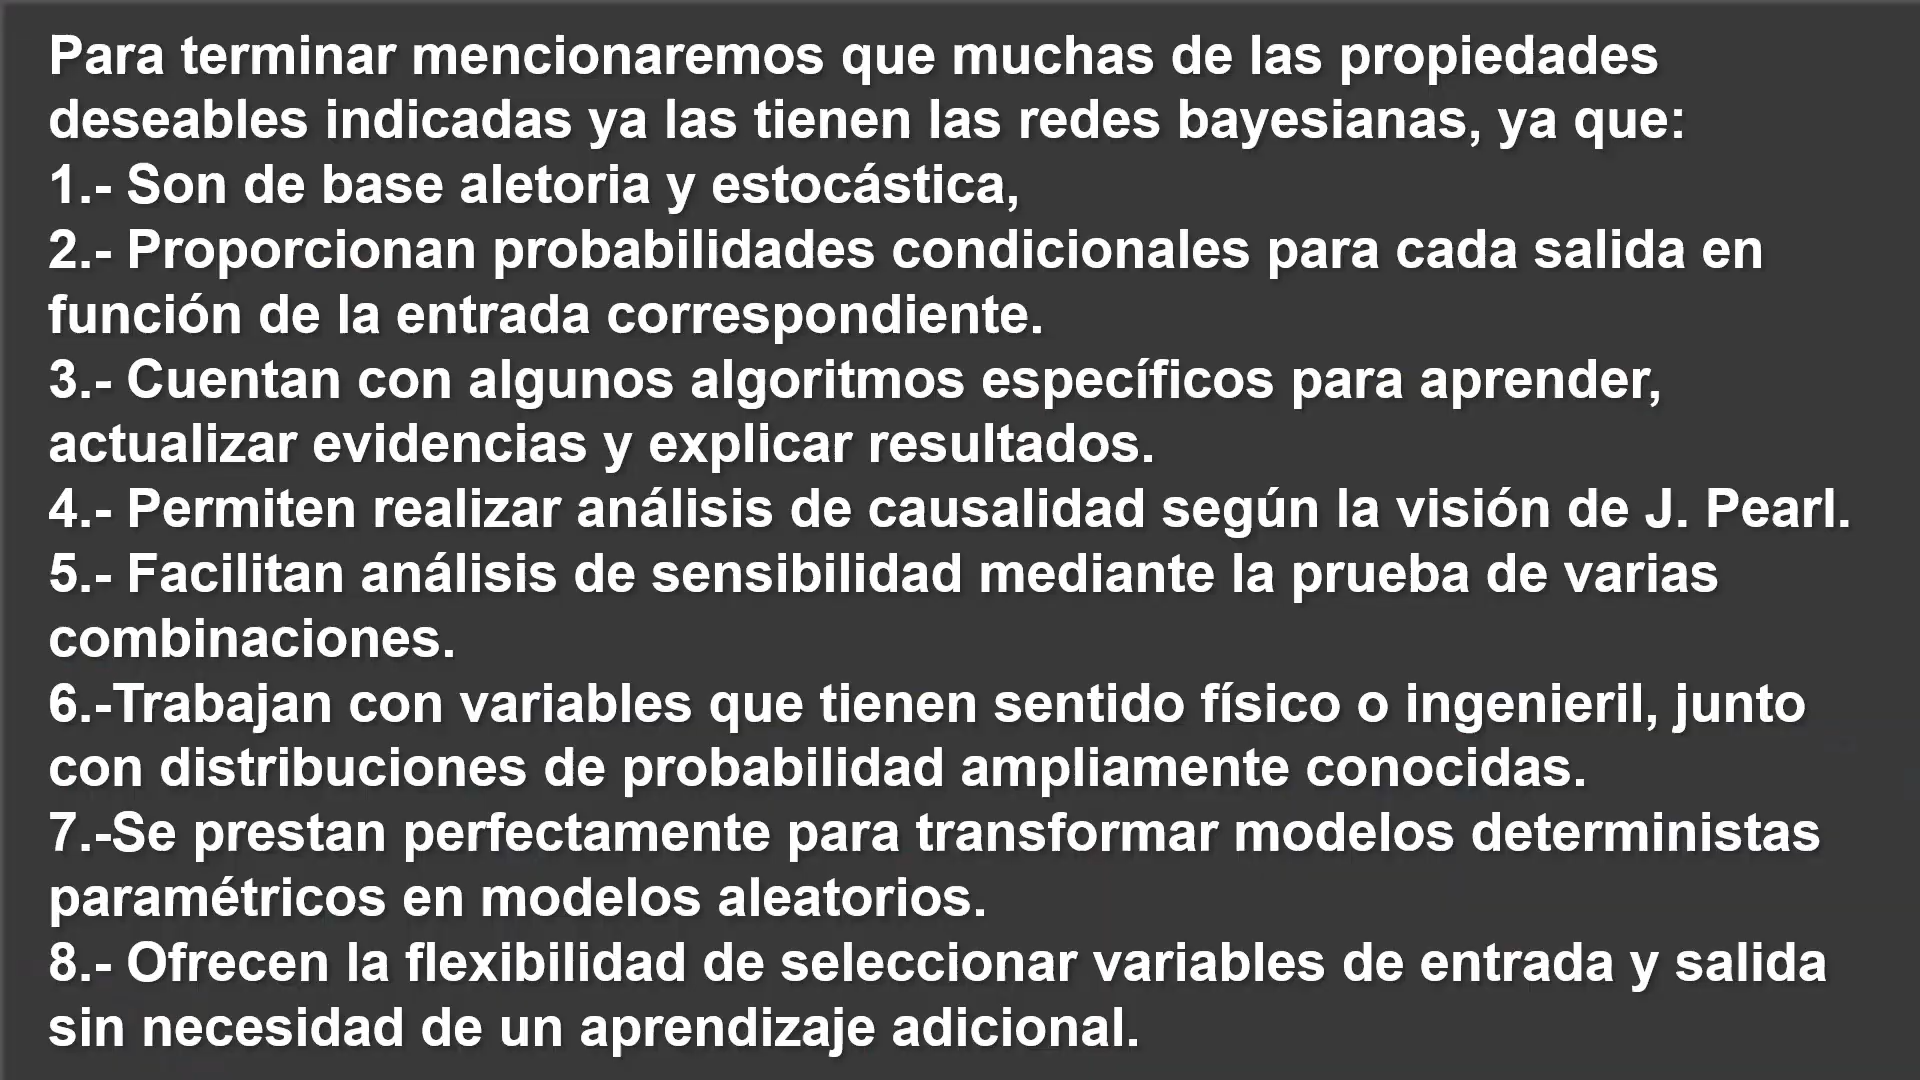 Para terminar mencionaremos que muchas de las propiedades
deseables indicadas ya las tienen las redes bayesianas, ya que:
1.- Son de base aletoria y estocástica,
2.- Proporcionan probabilidades condicionales para cada salida en
función de la entrada correspondiente.
3.- Cuentan con algunos algoritmos específicos para aprender,
actualizar evidencias y explicar resultados.
4.- Permiten realizar análisis de causalidad según la visión de J. Pearl.
5.- Facilitan análisis de sensibilidad mediante la prueba de varias
combinaciones.
6.-Trabajan con variables que tienen sentido físico o ingenieril, junto
con distribuciones de probabilidad ampliamente conocidas.
7.-Se prestan perfectamente para transformar modelos deterministas
paramétricos en modelos aleatorios.
8.- Ofrecen la flexibilidad de seleccionar variables de entrada y salida
sin necesidad de un aprendizaje adicional.